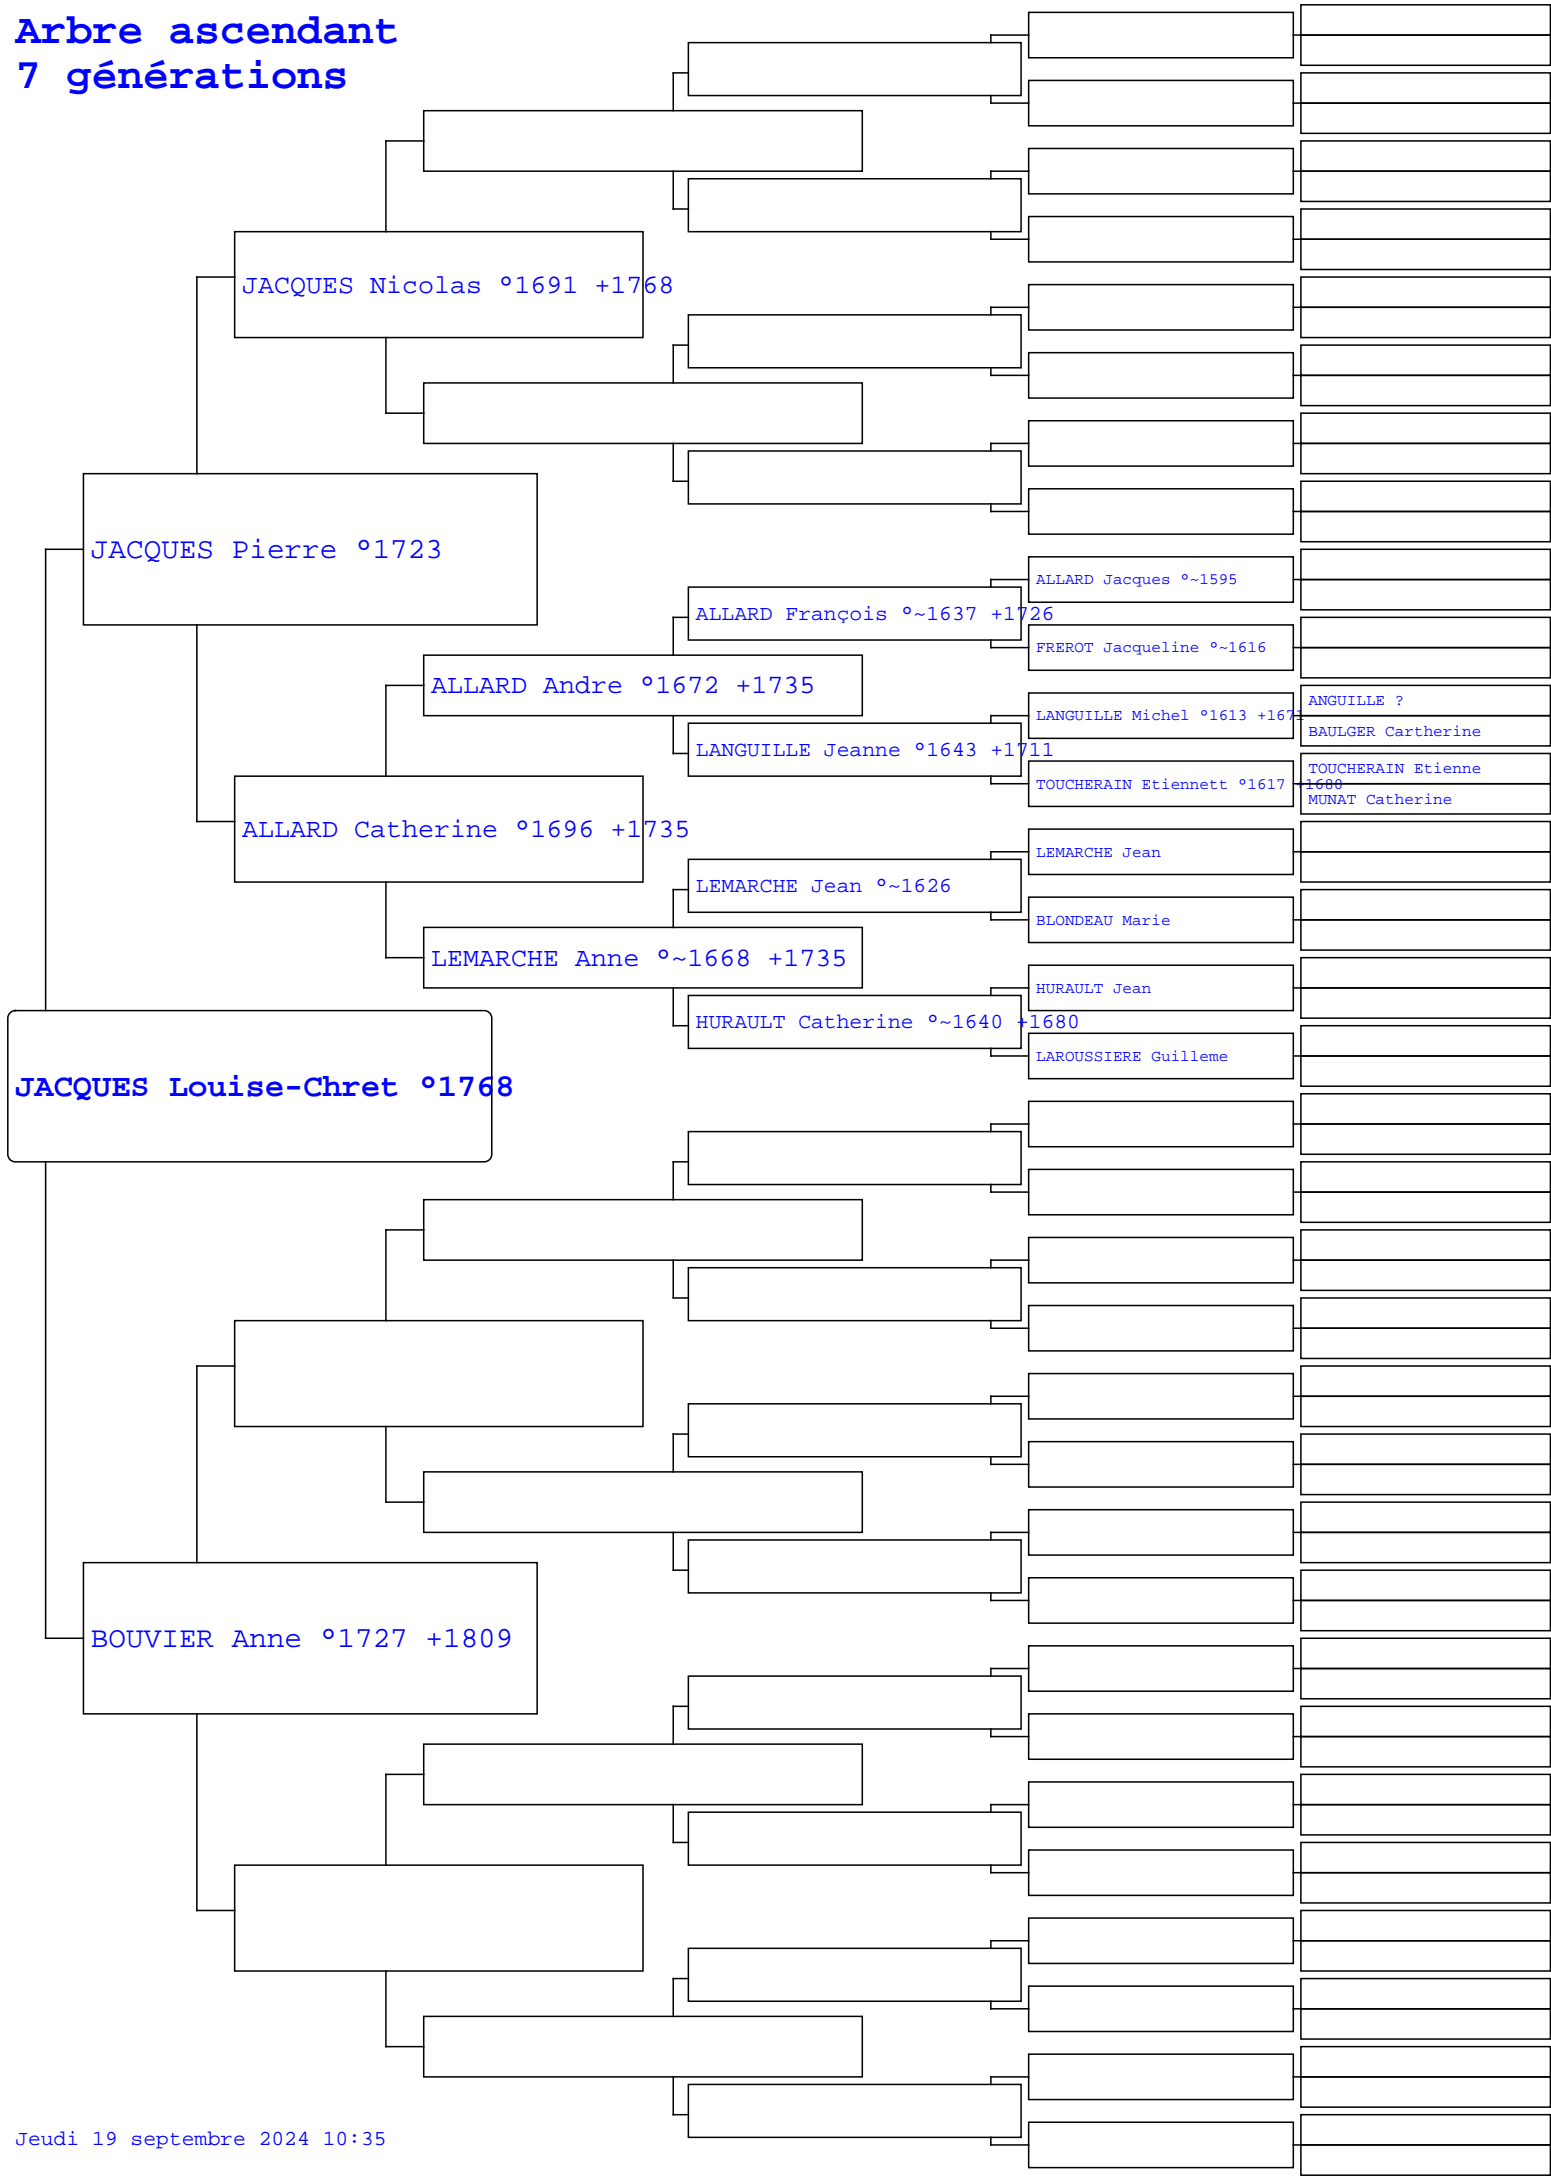 Arbre ascendant
7 générations
JACQUES Nicolas °1691 +1768
JACQUES Pierre °1723
ALLARD Jacques °~1595
ALLARD François °~1637 +1726
FREROT Jacqueline °~1616
ALLARD Andre °1672 +1735
LANGUILLE Michel °1613 +1671
ANGUILLE ?
BAULGER Cartherine
LANGUILLE Jeanne °1643 +1711
TOUCHERAIN Etiennett °1617 +1680
TOUCHERAIN Etienne
MUNAT Catherine
ALLARD Catherine °1696 +1735
LEMARCHE Jean
LEMARCHE Jean °~1626
BLONDEAU Marie
LEMARCHE Anne °~1668 +1735
HURAULT Jean
HURAULT Catherine °~1640 +1680
LAROUSSIERE Guilleme
JACQUES Louise-Chret °1768
BOUVIER Anne °1727 +1809
Jeudi 19 septembre 2024 10:35